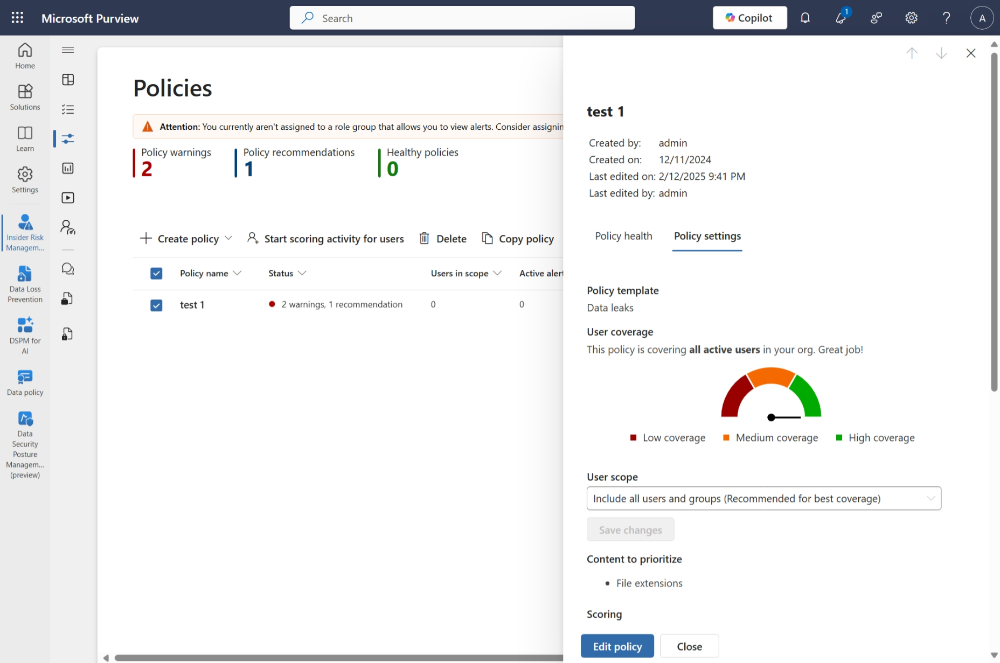 Microsoft Purview
Search
Copilot
1
A
Home
Solutions
Learn
Settings
Insider Risk
Managem...
Data Loss
Prevention
DSPM for
AI
Data policy
Data
Security
Posture
Managem...
(preview)
Policies
Attention: You currently aren't assigned to a role group that allows you to view alerts. Consider assignin
Policy warnings
2
Policy recommendations
1
Healthy policies
0
Create policy
Start scoring activity for users
Delete
Copy policy
Policy name
Status
Users in scope
Active alert
test 1
2 warnings, 1 recommendation
0
0
test 1
Created by: admin
Created on: 12/11/2024
Last edited on: 2/12/2025 9:41 PM
Last edited by: admin
Policy health
Policy settings
Policy template
Data leaks
User coverage
This policy is covering all active users in your org. Great job!
Low coverage
Medium coverage
High coverage
User scope
Include all users and groups (Recommended for best coverage)
Save changes
Content to prioritize
• File extensions
Scoring
Edit policy
Close